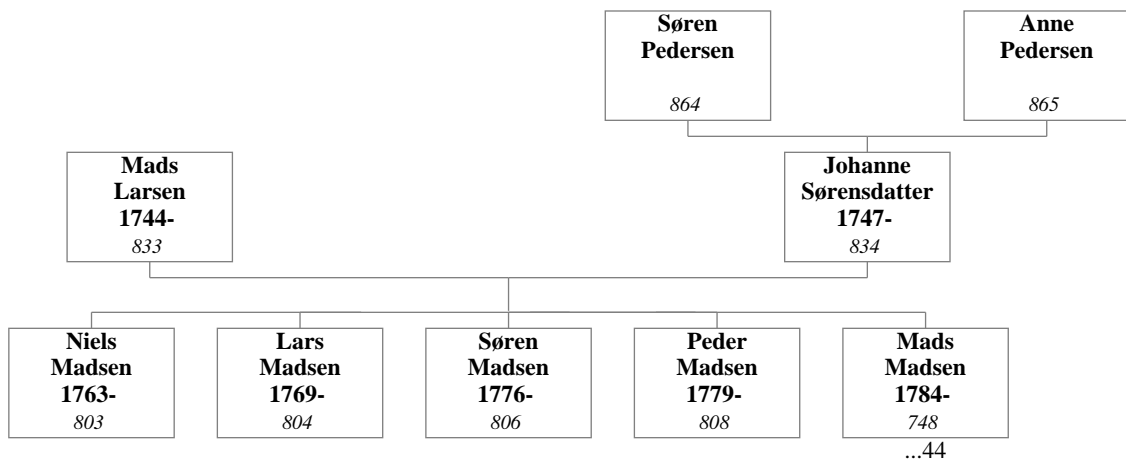 Søren
Pedersen
864
Anne
Pedersen
865
Mads
Larsen
1744-
833
Johanne
Sørensdatter
1747-
834
Niels
Madsen
1763-
803
Lars
Madsen
1769-
804
Søren
Madsen
1776-
806
Peder
Madsen
1779-
808
Mads
Madsen
1784-
748
...44